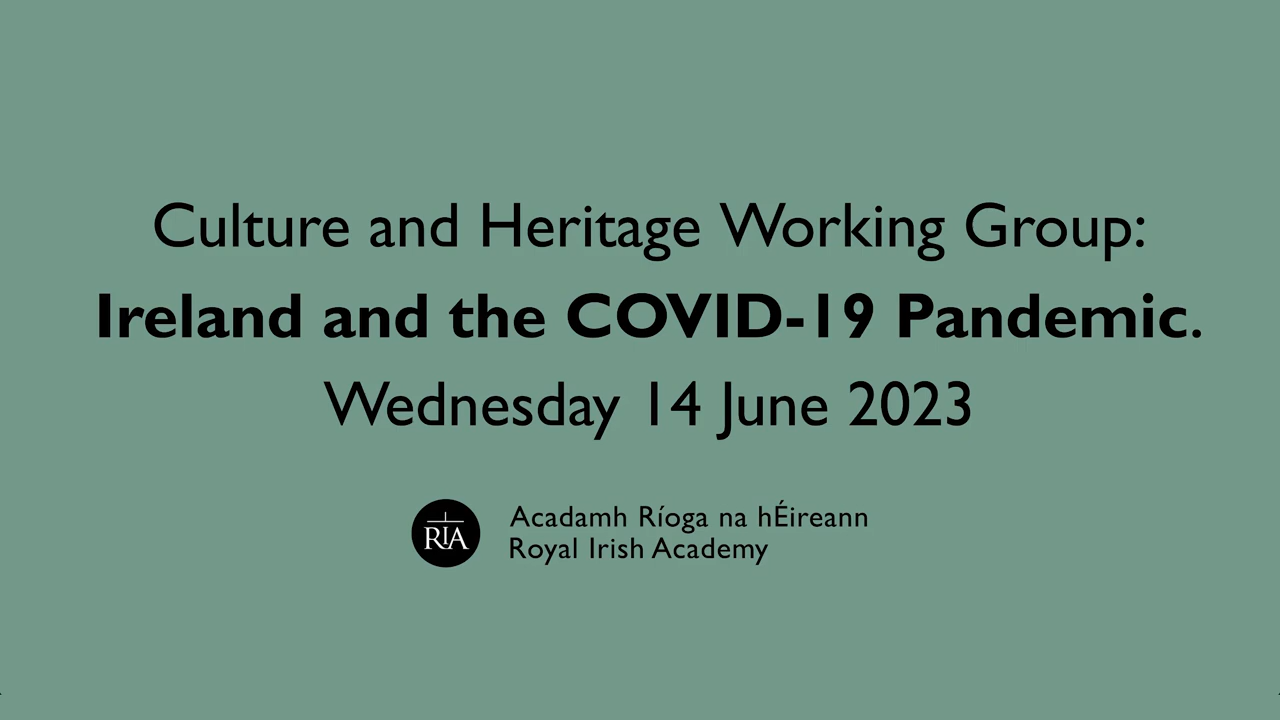 Culture and Heritage Working Group:
Ireland and the COVID-19 Pandemic.
Wednesday 14 June 2023
RIA
Acadamh Ríoga na hÉireann
Royal Irish Academy